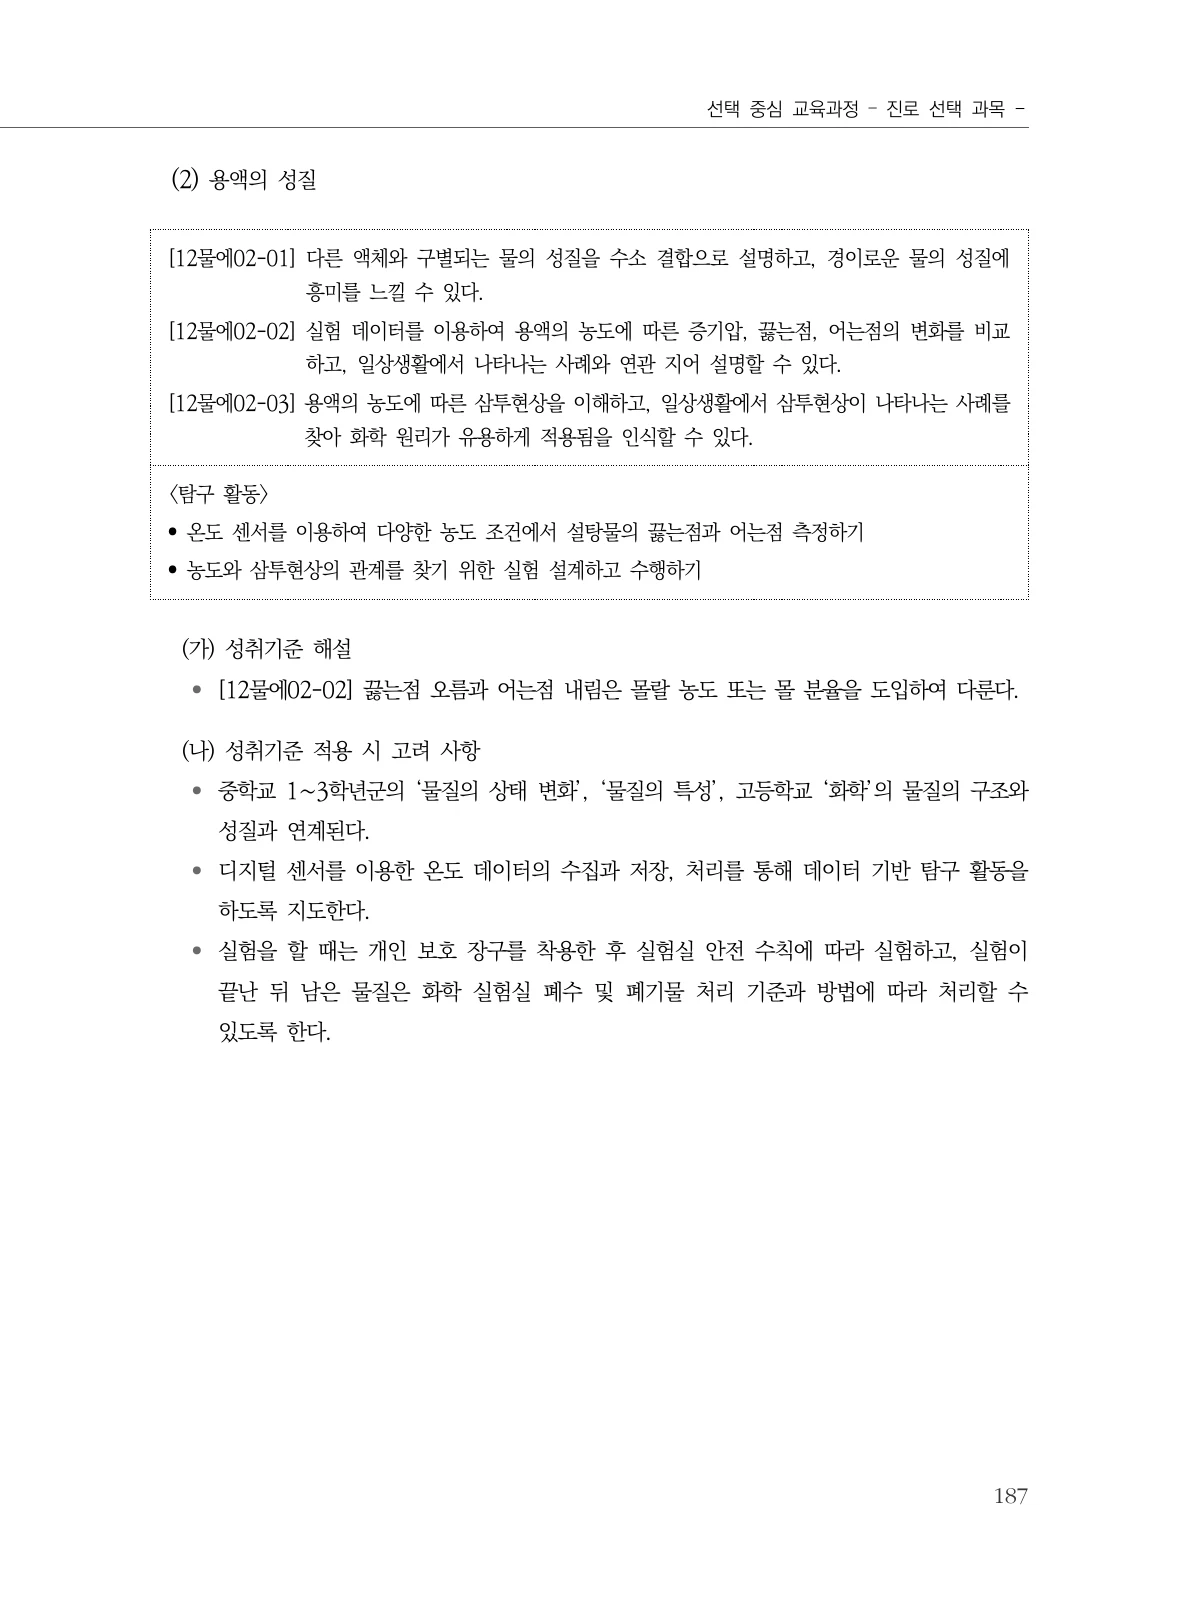 선택 중심 교육과정 - 진로 선택 과목 -
(2) 용액의 성질
[12물에02-01] 다른 액체와 구별되는 물의 성질을 수소 결합으로 설명하고, 경이로운 물의 성질에
흥미를 느낄 수 있다.
[12물에02-02] 실험 데이터를 이용하여 용액의 농도에 따른 증기압, 끓는점, 어는점의 변화를 비교
하고, 일상생활에서 나타나는 사례와 연관 지어 설명할 수 있다.
[12물에02-03] 용액의 농도에 따른 삼투현상을 이해하고, 일상생활에서 삼투현상이 나타나는 사례를
찾아 화학 원리가 유용하게 적용됨을 인식할 수 있다.
〈탐구 활동〉
• 온도 센서를 이용하여 다양한 농도 조건에서 설탕물의 끓는점과 어는점 측정하기
• 농도와 삼투현상의 관계를 찾기 위한 실험 설계하고 수행하기
(가) 성취기준 해설
• [12물에02-02] 끓는점 오름과 어는점 내림은 몰랄 농도 또는 몰 분율을 도입하여 다룬다.
(나) 성취기준 적용 시 고려 사항
• 중학교 1~3학년군의 ‘물질의 상태 변화’, ‘물질의 특성’, 고등학교 ‘화학’의 물질의 구조와
성질과 연계된다.
• 디지털 센서를 이용한 온도 데이터의 수집과 저장, 처리를 통해 데이터 기반 탐구 활동을
하도록 지도한다.
• 실험을 할 때는 개인 보호 장구를 착용한 후 실험실 안전 수칙에 따라 실험하고, 실험이
끝난 뒤 남은 물질은 화학 실험실 폐수 및 폐기물 처리 기준과 방법에 따라 처리할 수
있도록 한다.
187